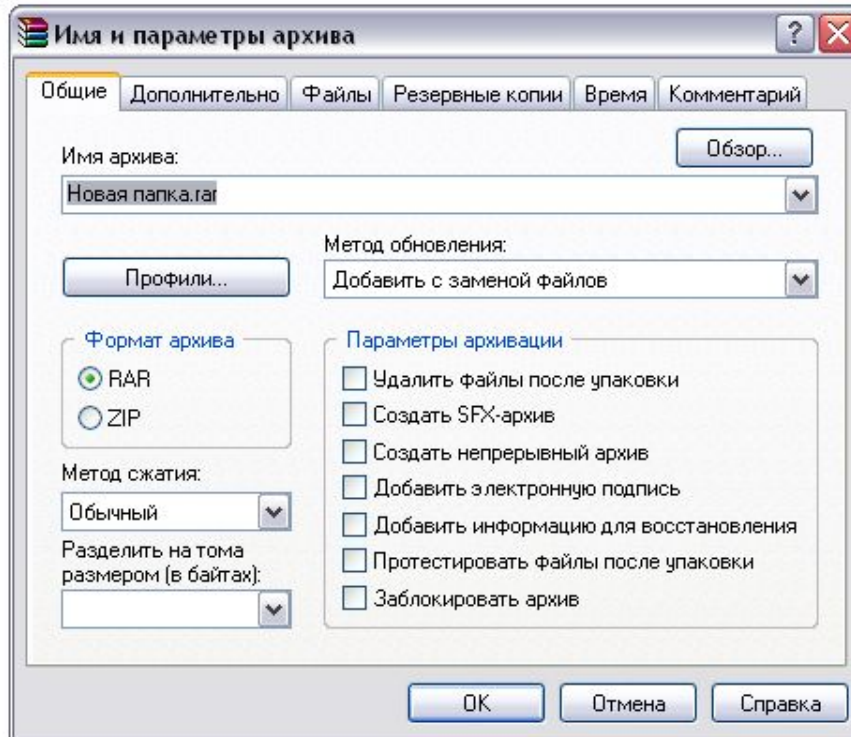 Имя и параметры архива
Общие Дополнительно Файлы Резервные копии Время Комментарий
Имя архива:
Обзор...
Новая папка.rar
Метод обновления:
Профили...
Добавить с заменой файлов
Формат архива
RAR
ZIP
Метод сжатия:
Обычный
Разделить на тома
размером (в байтах):
Параметры архивации
Удалить файлы после упаковки
Создать SFX-архив
Создать непрерывный архив
Добавить электронную подпись
Добавить информацию для восстановления
Протестировать файлы после упаковки
Заблокировать архив
OK Отмена Справка